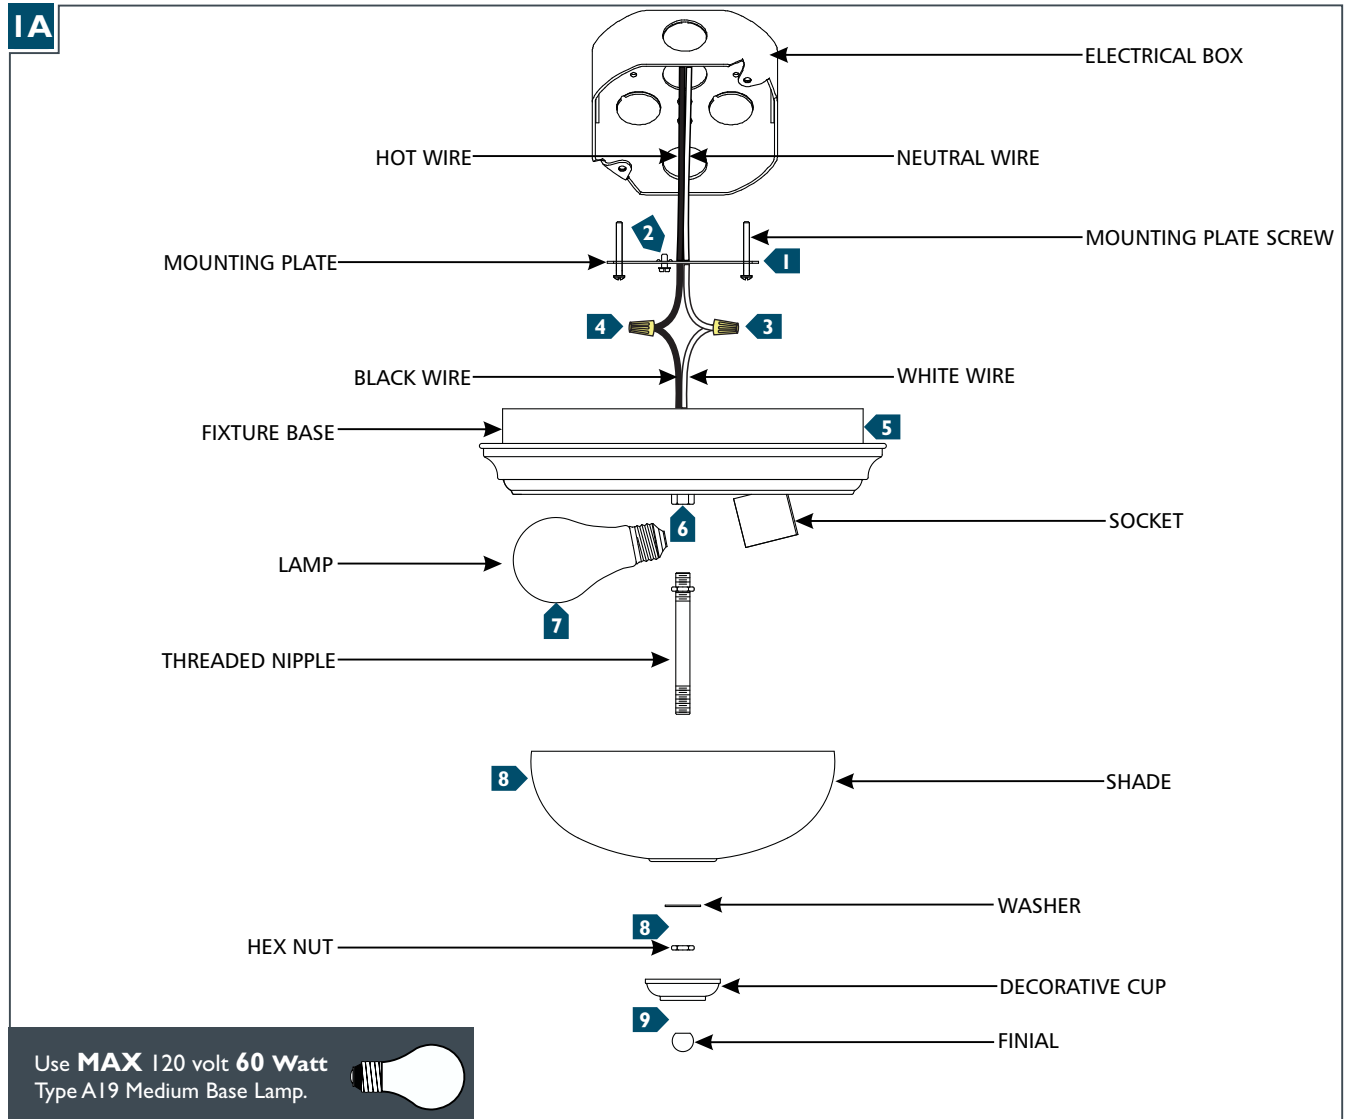 1A
ELECTRICAL BOX
HOT WIRE
NEUTRAL WIRE
2
MOUNTING PLATE SCREW
MOUNTING PLATE
1
4
3
BLACK WIRE
WHITE WIRE
FIXTURE BASE
5
6
SOCKET
LAMP
7
THREADED NIPPLE
8
SHADE
WASHER
8
HEX NUT
DECORATIVE CUP
9
FINIAL
Use MAX 120 volt 60 Watt
Type A19 Medium Base Lamp.